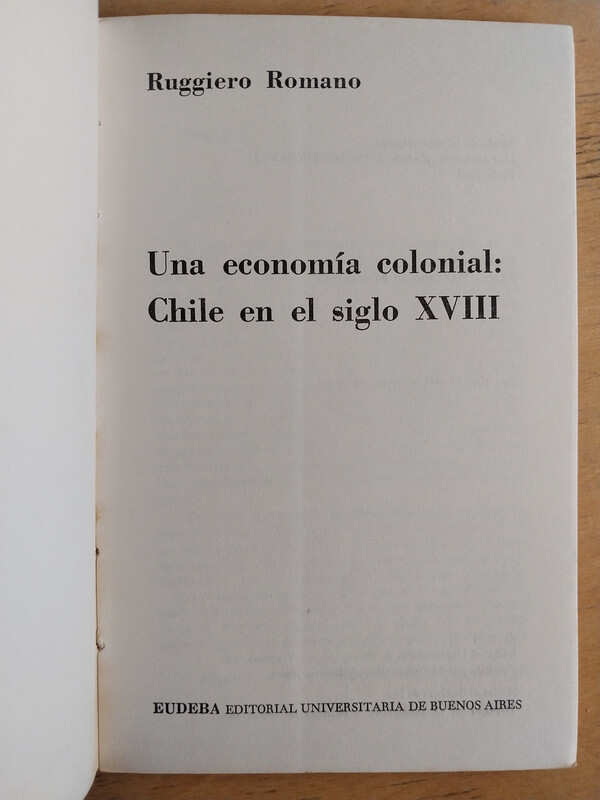 Ruggiero Romano
Una economía colonial:
Chile en el siglo XVIII
EUDEBA EDITORIAL UNIVERSITARIA DE BUENOS AIRES